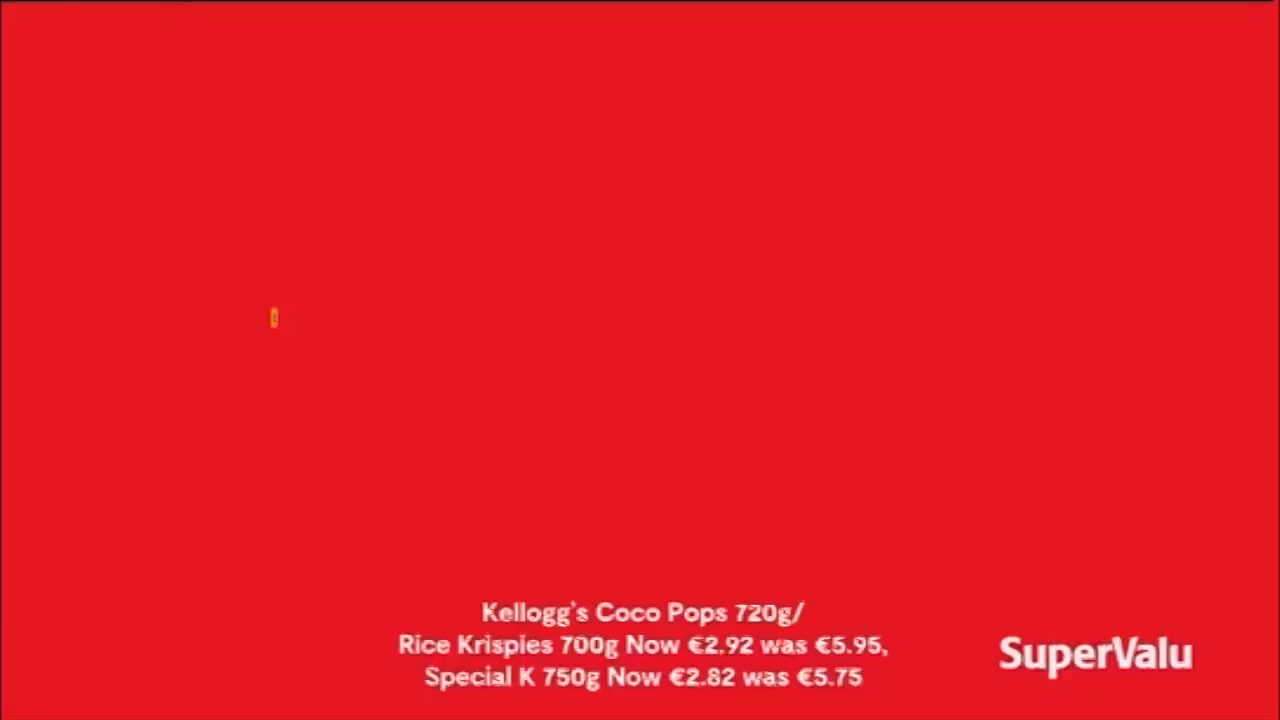 Kellogg's Coco Pops 720g/
Rice Krispies 700g Now €2.92 was €5.95,
Special K 750g Now €2.82 was €5.75
SuperValu